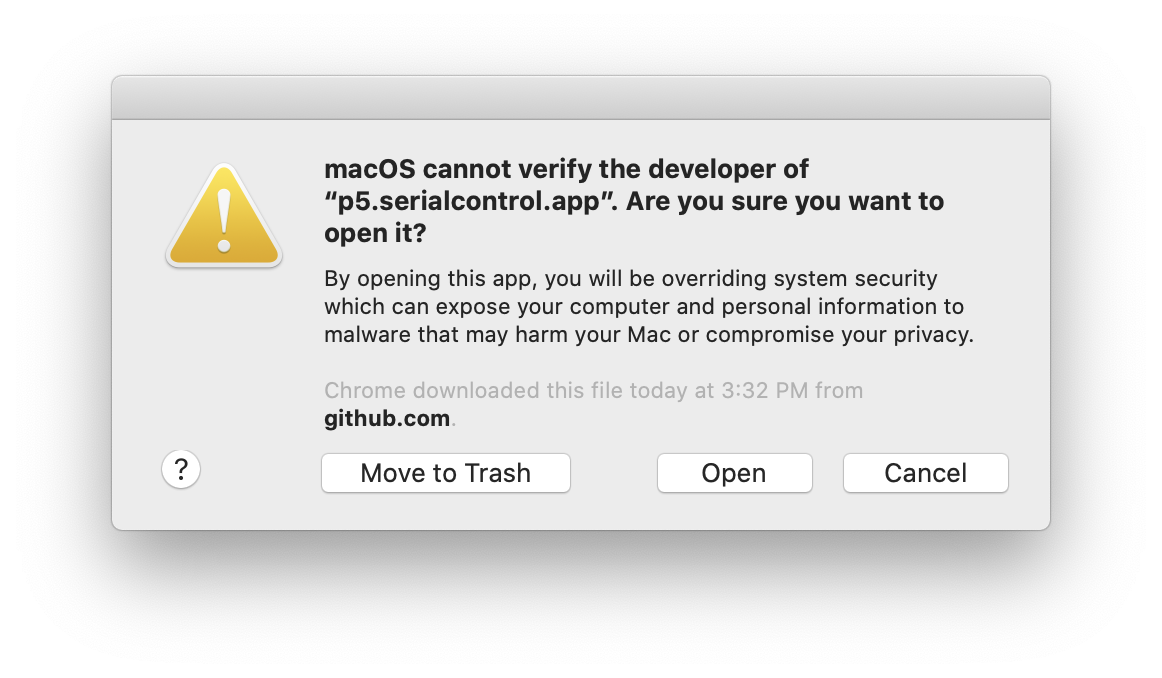 macOS cannot verify the developer of
“p5.serialcontrol.app”. Are you sure you want to
open it?
By opening this app, you will be overriding system security
which can expose your computer and personal information to
malware that may harm your Mac or compromise your privacy.
Chrome downloaded this file today at 3:32 PM from
github.com.
?
Move to Trash
Open
Cancel